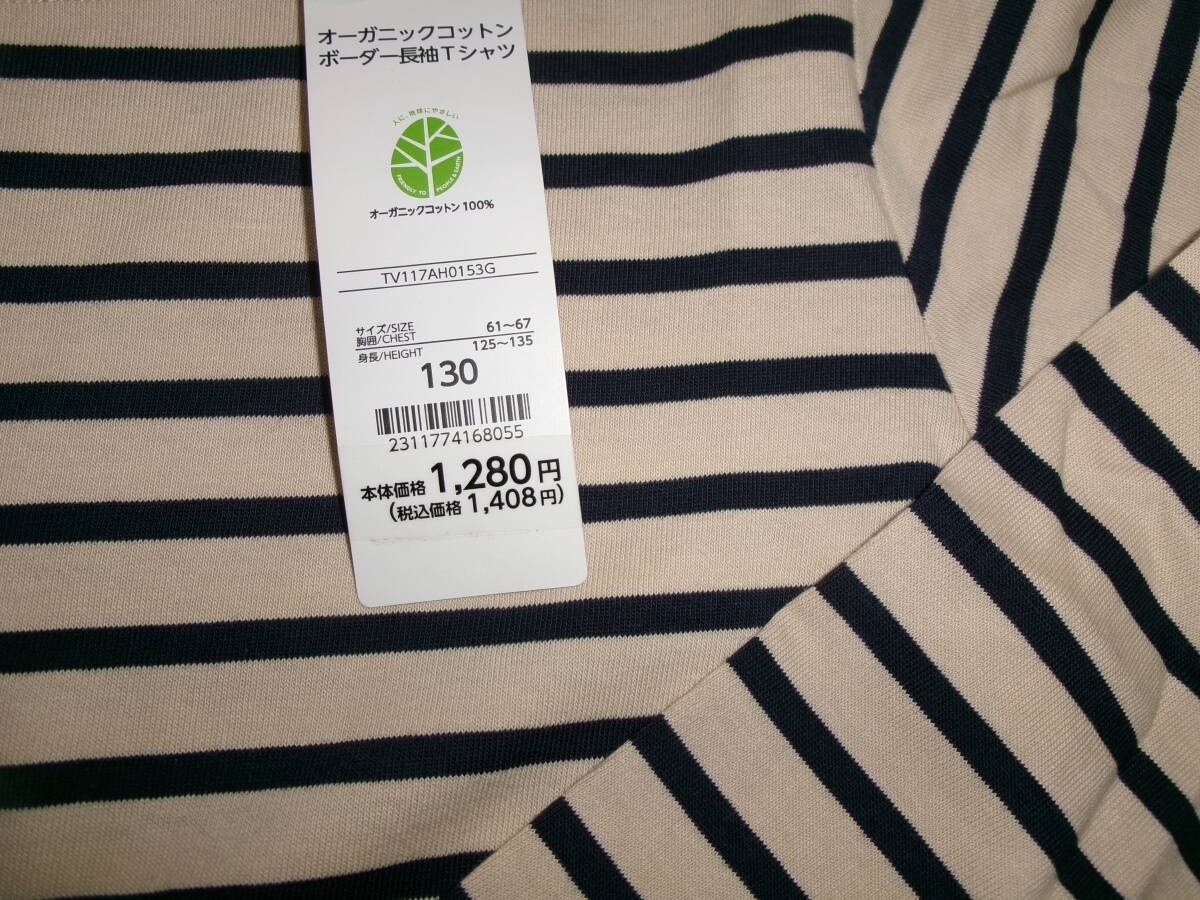 オーガニックコットン
ボーダー長袖Tシャツ
人に、地球にやさしい
FRIENDLY TO PEOPLE & EARTH
オーガニックコットン100%
TV117AH0153G
サイズ/SIZE
胸囲/CHEST 61〜67
身長/HEIGHT 125〜135
130
2311774168055
本体価格 1,280円
(税込価格 1,408円)